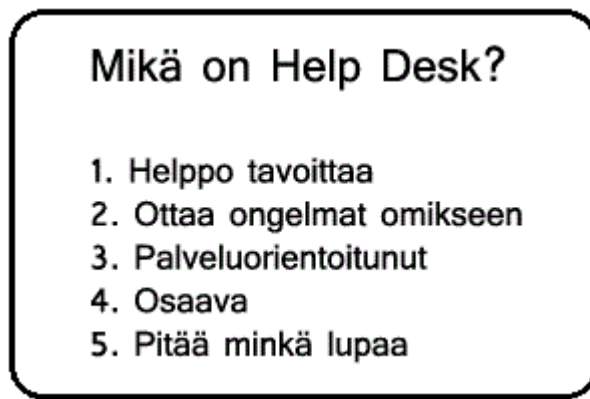 Mikä on Help Desk?
1. Helppo tavoittaa
2. Ottaa ongelmat omikseen
3. Palveluorientoitunut
4. Osaava
5. Pitää minkä lupaa